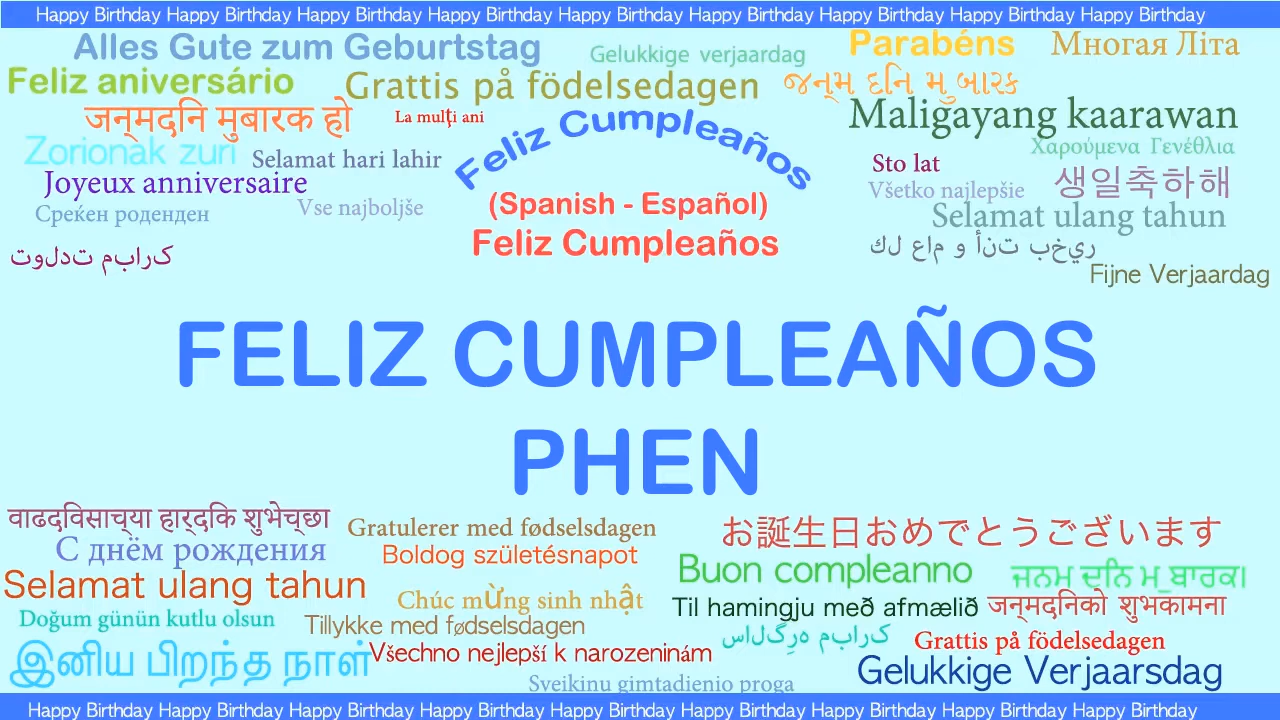 Happy Birthday Happy Birthday Happy Birthday Happy Birthday Happy Birthday Happy Birthday Happy Birthday Happy Birthday Happy Birthday
Alles Gute zum Geburtstag
Gelukkige verjaardag
Parabéns
Многая Літа
Feliz aniversário
Grattis på födelsedagen
જન્મ દિન મુબારક
जन्मदिन मुबारक हो
La mulţi ani
Feliz Cumpleaños
Maligayang kaarawan
Zorionak zuri
Selamat hari lahir
Sto lat
Χαρούμενα Γενέθλια
Joyeux anniversaire
(Spanish - Español)
Všetko najlepšie
생일축하해
Среќен роденден
Vse najboljše
Feliz Cumpleaños
Selamat ulang tahun
تولدت مبارک
كل عام و أنت بخير
Fijne Verjaardag
FELIZ CUMPLEAÑOS
PHEN
वाढदिवसाच्या हार्दिक शुभेच्छा
Gratulerer med fødselsdagen
お誕生日おめでとうございます
С днём рождения
Boldog születésnapot
Buon compleanno
ਜਨਮ ਦਿਨ ਮੁਬਾਰਕ।
Selamat ulang tahun
Chúc mừng sinh nhật
Til hamingju með afmælið
जन्मदिनको शुभकामना
Doğum günün kutlu olsun
Tillykke med fødselsdagen
سالگرہ مبارک
Grattis på födelsedagen
இனிய பிறந்த நாள்
Všechno nejlepší k narozeninám
Gelukkige Verjaarsdag
Sveikinu gimtadienio proga
Happy Birthday Happy Birthday Happy Birthday Happy Birthday Happy Birthday Happy Birthday Happy Birthday Happy Birthday Happy Birthday